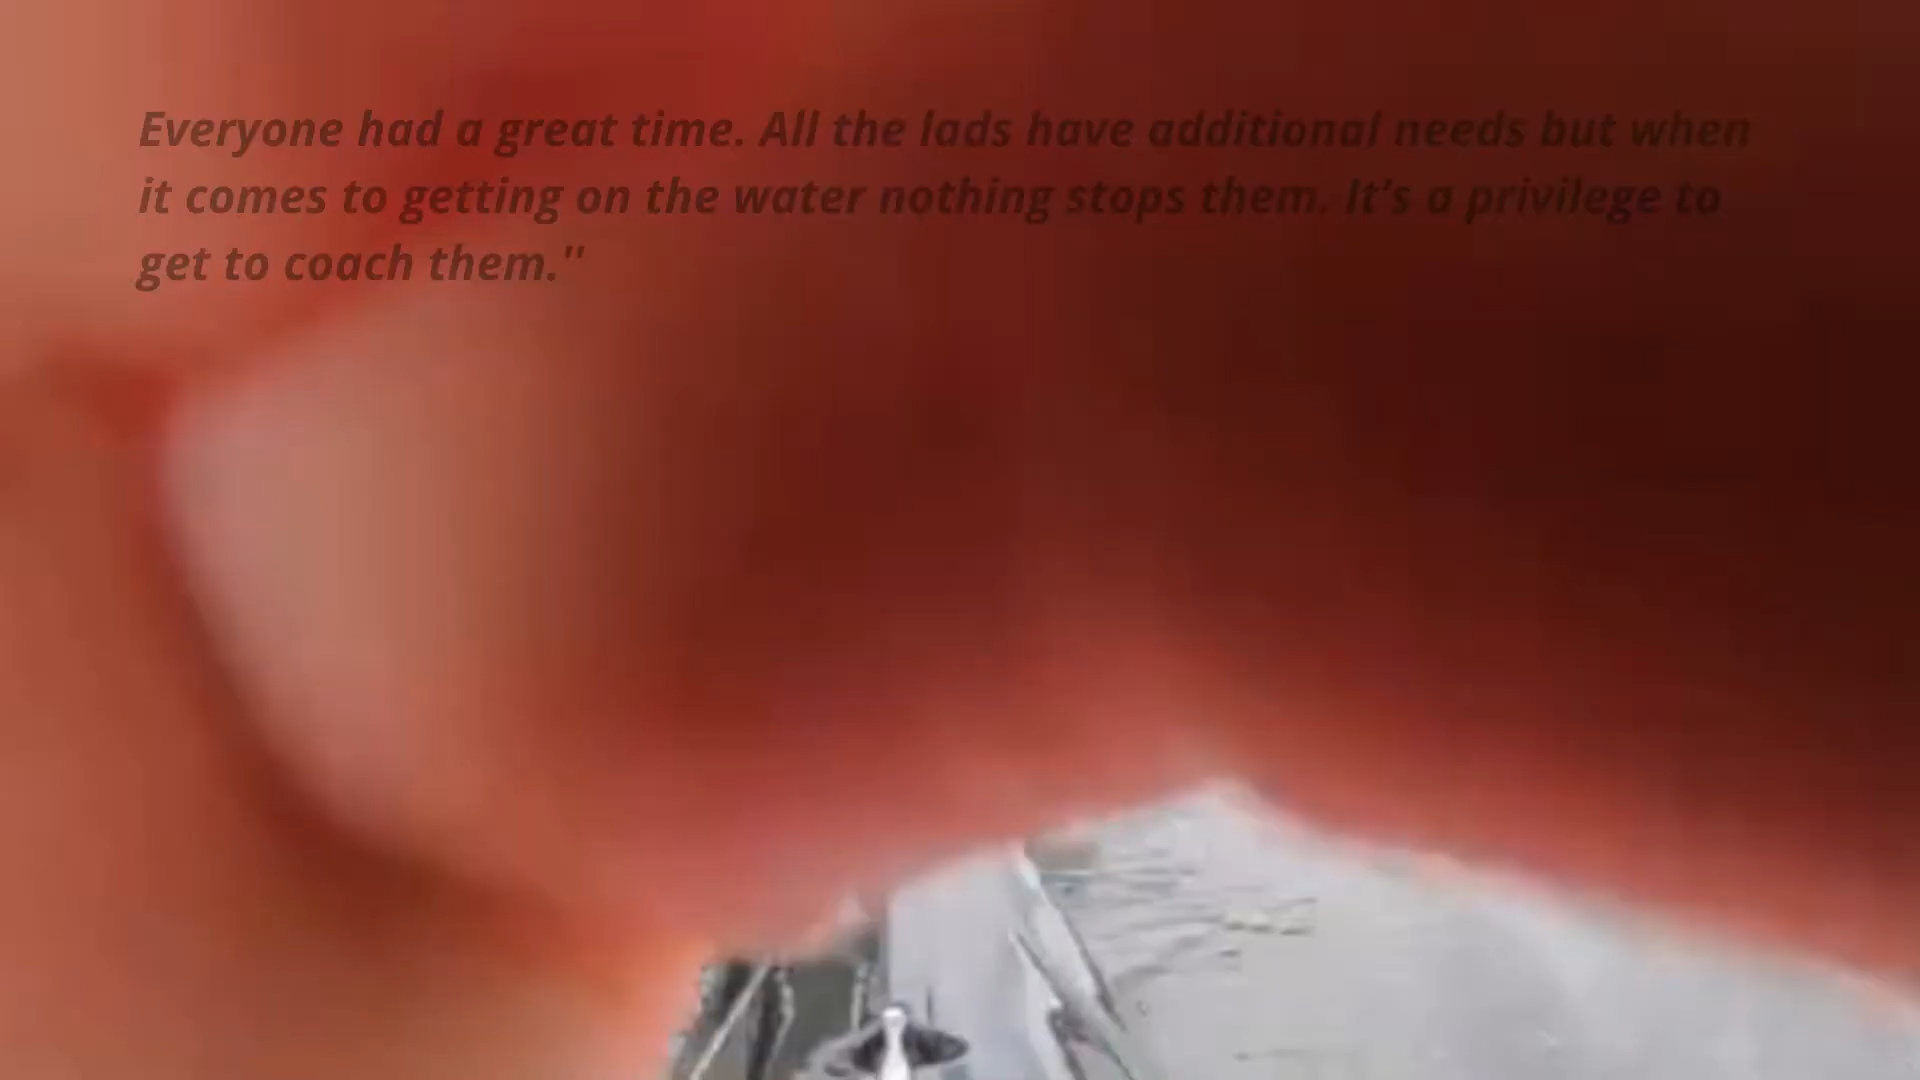 Everyone had a great time. All the lads have additional needs but when
it comes to getting on the water nothing stops them. It’s a privilege to
get to coach them."